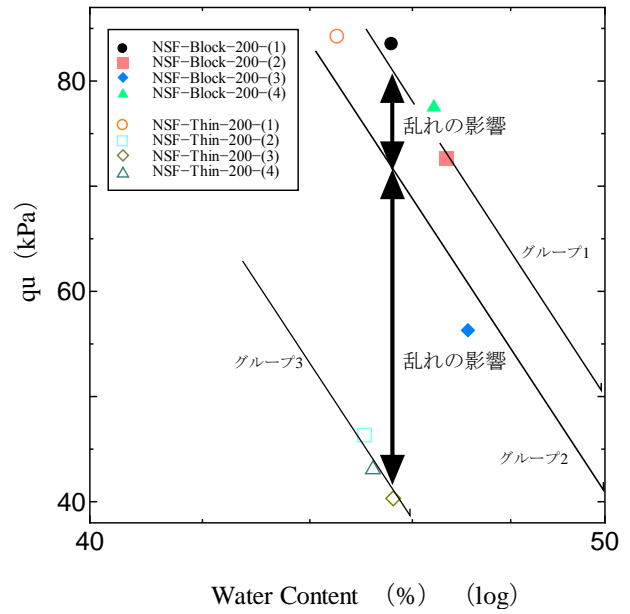 NSF-Block-200-(1)
NSF-Block-200-(2)
NSF-Block-200-(3)
NSF-Block-200-(4)
NSF-Thin-200-(1)
NSF-Thin-200-(2)
NSF-Thin-200-(3)
NSF-Thin-200-(4)
80
60
40
qu (kPa)
乱れの影響
グループ1
乱れの影響
グループ3
グループ2
40
50
Water Content (%) (log)